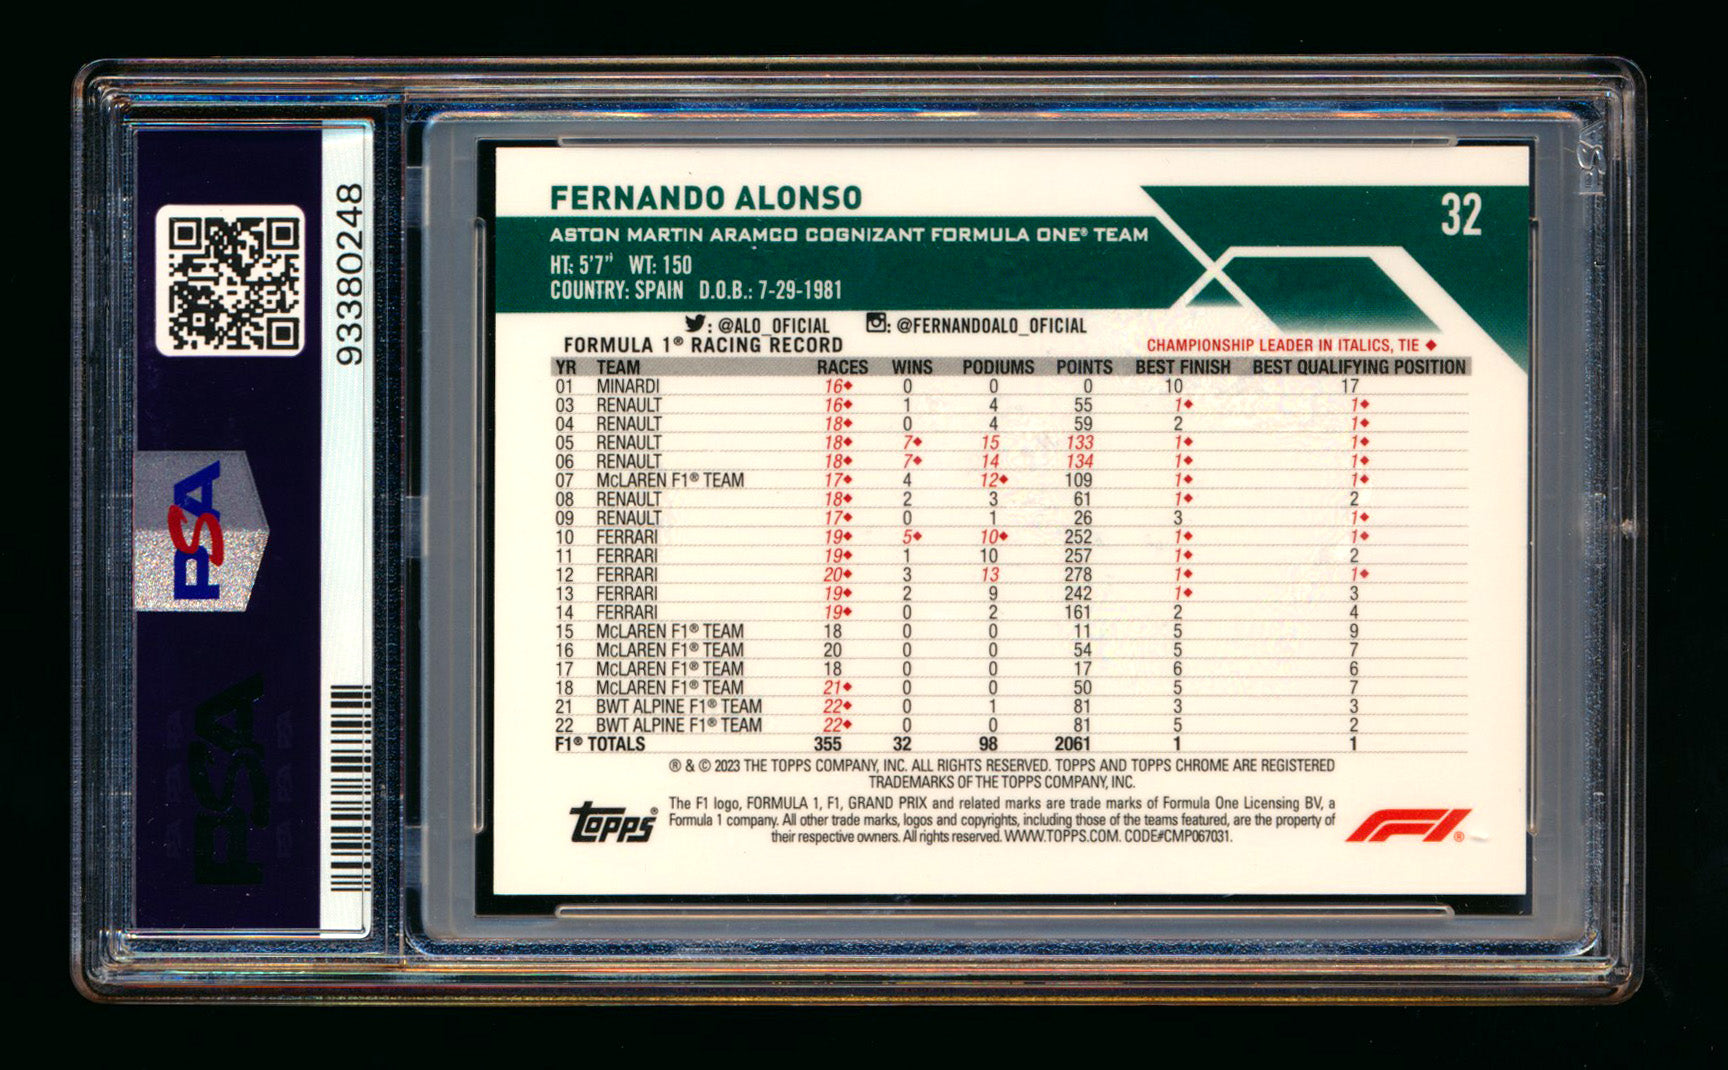 93380248
PSA
PSA
PSA
FERNANDO ALONSO
32
ASTON MARTIN ARAMCO COGNIZANT FORMULA ONE® TEAM
HT: 5'7" WT: 150
COUNTRY: SPAIN D.O.B.: 7-29-1981
: @ALO_OFICIAL : @FERNANDOALO_OFICIAL
FORMULA 1® RACING RECORD CHAMPIONSHIP LEADER IN ITALICS, TIE ♦
YR TEAM RACES WINS PODIUMS POINTS BEST FINISH BEST QUALIFYING POSITION
01 MINARDI 16♦ 0 0 0 10 17
03 RENAULT 16♦ 1 4 55 1♦ 1♦
04 RENAULT 18♦ 0 4 59 2 1♦
05 RENAULT 18♦ 7♦ 15 133 1♦ 1♦
06 RENAULT 18♦ 7♦ 14 134 1♦ 1♦
07 McLAREN F1® TEAM 17♦ 4 12♦ 109 1♦ 1♦
08 RENAULT 18♦ 2 3 61 1♦ 2
09 RENAULT 17♦ 0 1 26 3 1♦
10 FERRARI 19♦ 5♦ 10♦ 252 1♦ 1♦
11 FERRARI 19♦ 1 10 257 1♦ 2
12 FERRARI 20♦ 3 13 278 1♦ 1♦
13 FERRARI 19♦ 2 9 242 1♦ 3
14 FERRARI 19♦ 0 2 161 2 4
15 McLAREN F1® TEAM 18 0 0 11 5 9
16 McLAREN F1® TEAM 20 0 0 54 5 7
17 McLAREN F1® TEAM 18 0 0 17 6 6
18 McLAREN F1® TEAM 21♦ 0 0 50 5 7
21 BWT ALPINE F1® TEAM 22♦ 0 1 81 3 3
22 BWT ALPINE F1® TEAM 22♦ 0 0 81 5 2
F1® TOTALS 355 32 98 2061 1 1
® & © 2023 THE TOPPS COMPANY, INC. ALL RIGHTS RESERVED. TOPPS AND TOPPS CHROME ARE REGISTERED
TRADEMARKS OF THE TOPPS COMPANY, INC.
topps®
The F1 logo, FORMULA 1, F1, GRAND PRIX and related marks are trade marks of Formula One Licensing BV, a
Formula 1 company. All other trade marks, logos and copyrights, including those of the teams featured, are the property of
their respective owners. All rights reserved. WWW.TOPPS.COM. CODE#CMP067031.
F1®